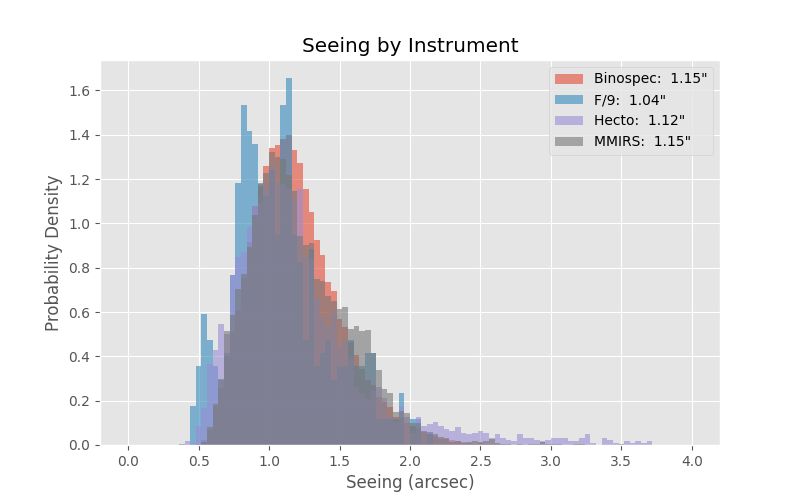 Seeing by Instrument
Binospec:  1.15"
F/9:  1.04"
Hecto:  1.12"
MMIRS:  1.15"
Probability Density
1.6
1.4
1.2
1.0
0.8
0.6
0.4
0.2
0.0
0.0 0.5 1.0 1.5 2.0 2.5 3.0 3.5 4.0
Seeing (arcsec)